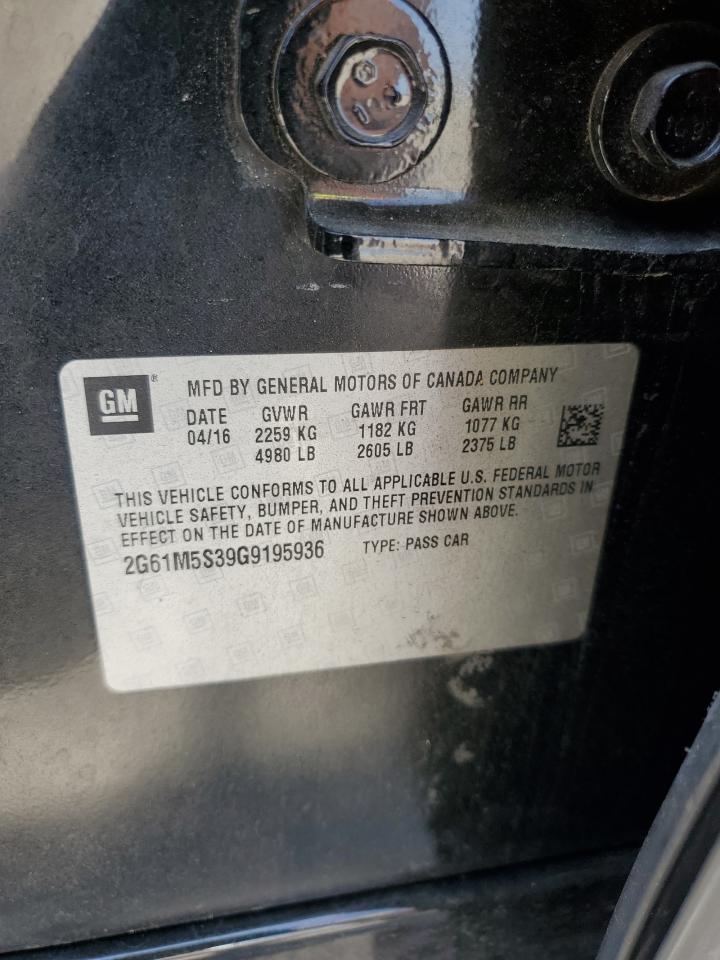 GM®
MFD BY GENERAL MOTORS OF CANADA COMPANY
DATE GVWR GAWR FRT GAWR RR
04/16 2259 KG 1182 KG 1077 KG
4980 LB 2605 LB 2375 LB
THIS VEHICLE CONFORMS TO ALL APPLICABLE U.S. FEDERAL MOTOR
VEHICLE SAFETY, BUMPER, AND THEFT PREVENTION STANDARDS IN
EFFECT ON THE DATE OF MANUFACTURE SHOWN ABOVE.
2G61M5S39G9195936 TYPE: PASS CAR